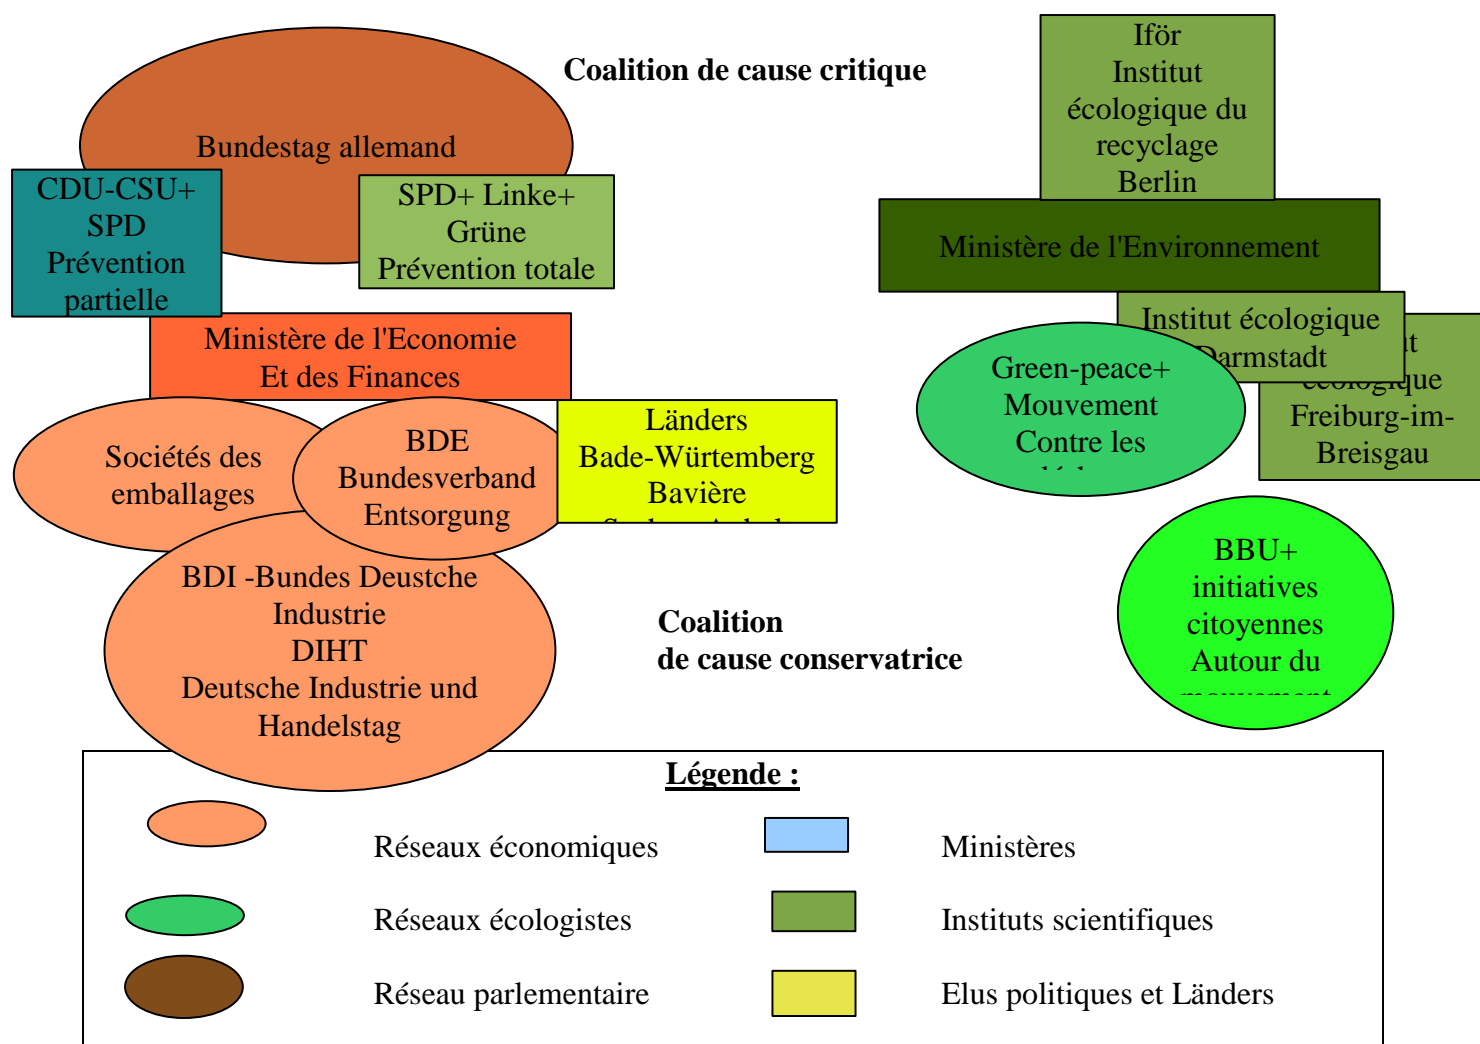 Coalition de cause critique
Bundestag allemand
CDU-CSU+
SPD
Prévention
partielle
SPD+ Linke+
Grüne
Prévention totale
Ministère de l'Economie
Et des Finances
Sociétés des
emballages
BDE
Bundesverband
Entsorgung
Länders
Bade-Würtemberg
Bavière
BDI -Bundes Deustche
Industrie
DIHT
Deutsche Industrie und
Handelstag
Iför
Institut
écologique du
recyclage
Berlin
Ministère de l'Environnement
Institut écologique
Darmstadt
écologique
Freiburg-im-
Breisgau
Green-peace+
Mouvement
Contre les
BBU+
initiatives
citoyennes
Autour du
Coalition
de cause conservatrice
Légende :
Réseaux économiques
Ministères
Réseaux écologistes
Instituts scientifiques
Réseau parlementaire
Elus politiques et Länders